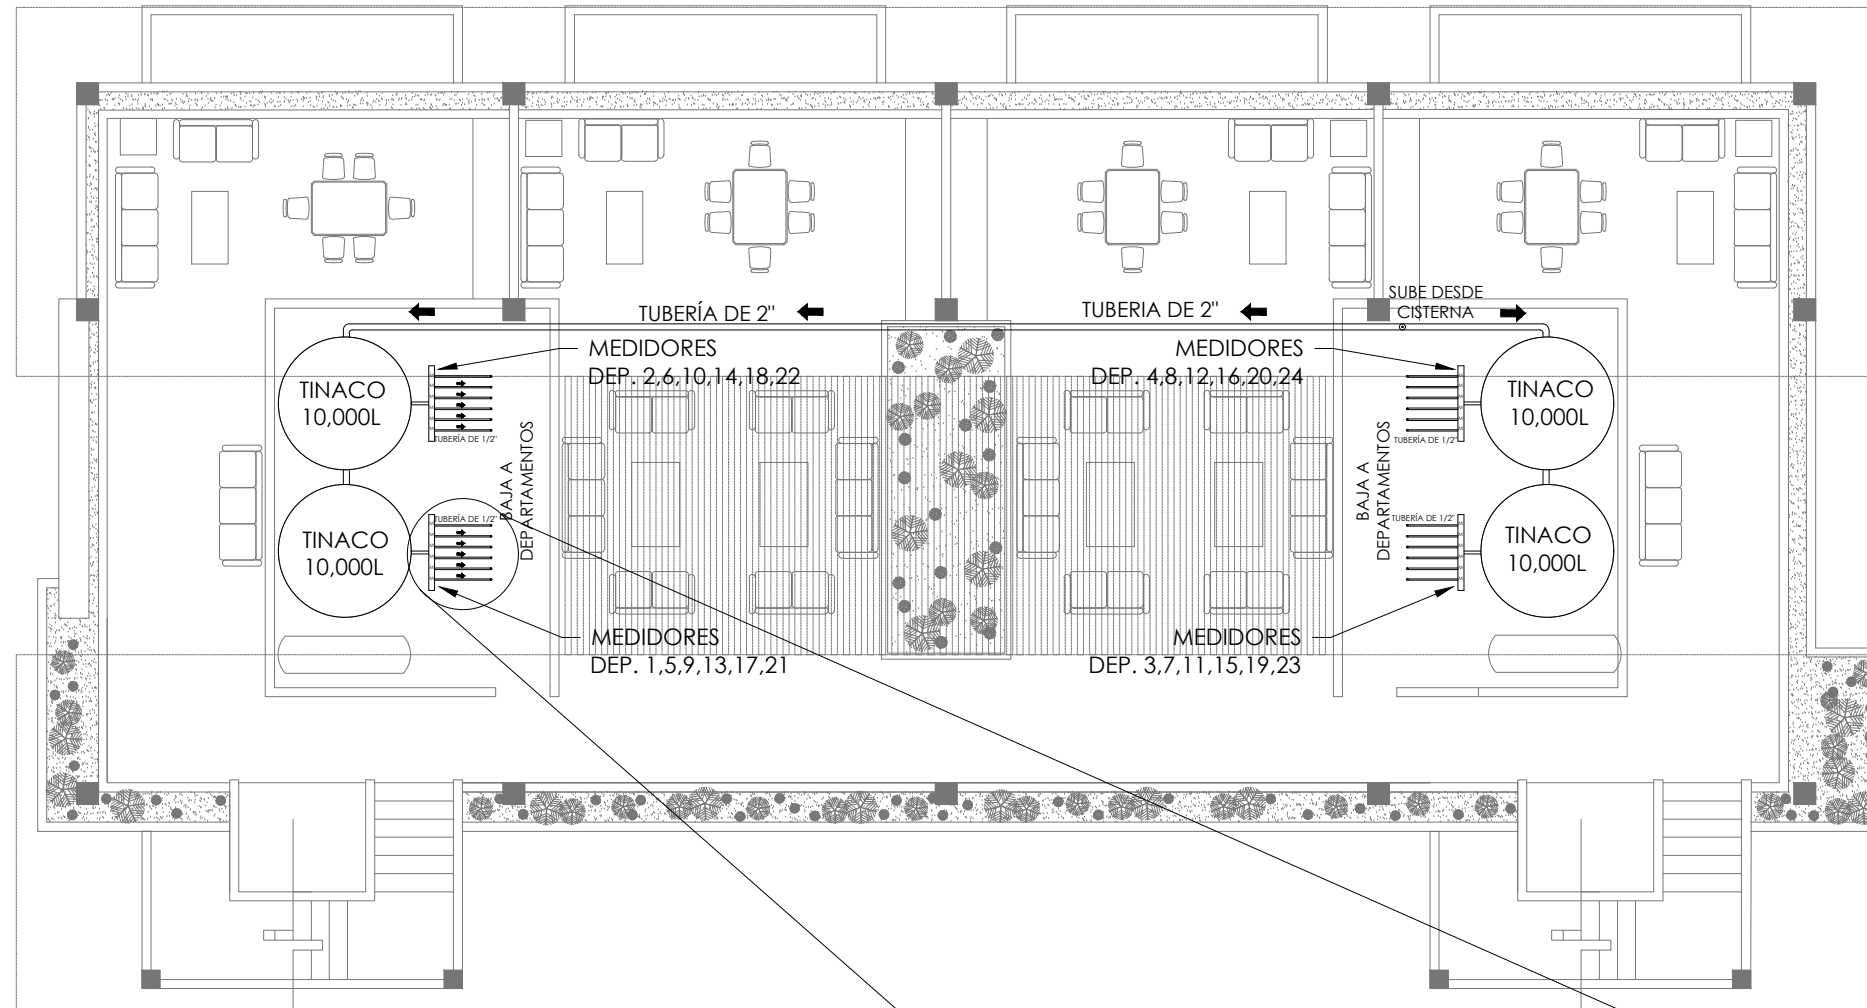 SUBE DESDE
CISTERNA
TUBERÍA DE 2"
TUBERIA DE 2"
MEDIDORES
DEP. 2,6,10,14,18,22
MEDIDORES
DEP. 4,8,12,16,20,24
TINACO
10,000L
TINACO
10,000L
TUBERÍA DE 1/2"
TUBERÍA DE 1/2"
BAJA A
DEPARTAMENTOS
BAJA A
DEPARTAMENTOS
TUBERÍA DE 1/2"
TUBERÍA DE 1/2"
TINACO
10,000L
TINACO
10,000L
MEDIDORES
DEP. 1,5,9,13,17,21
MEDIDORES
DEP. 3,7,11,15,19,23